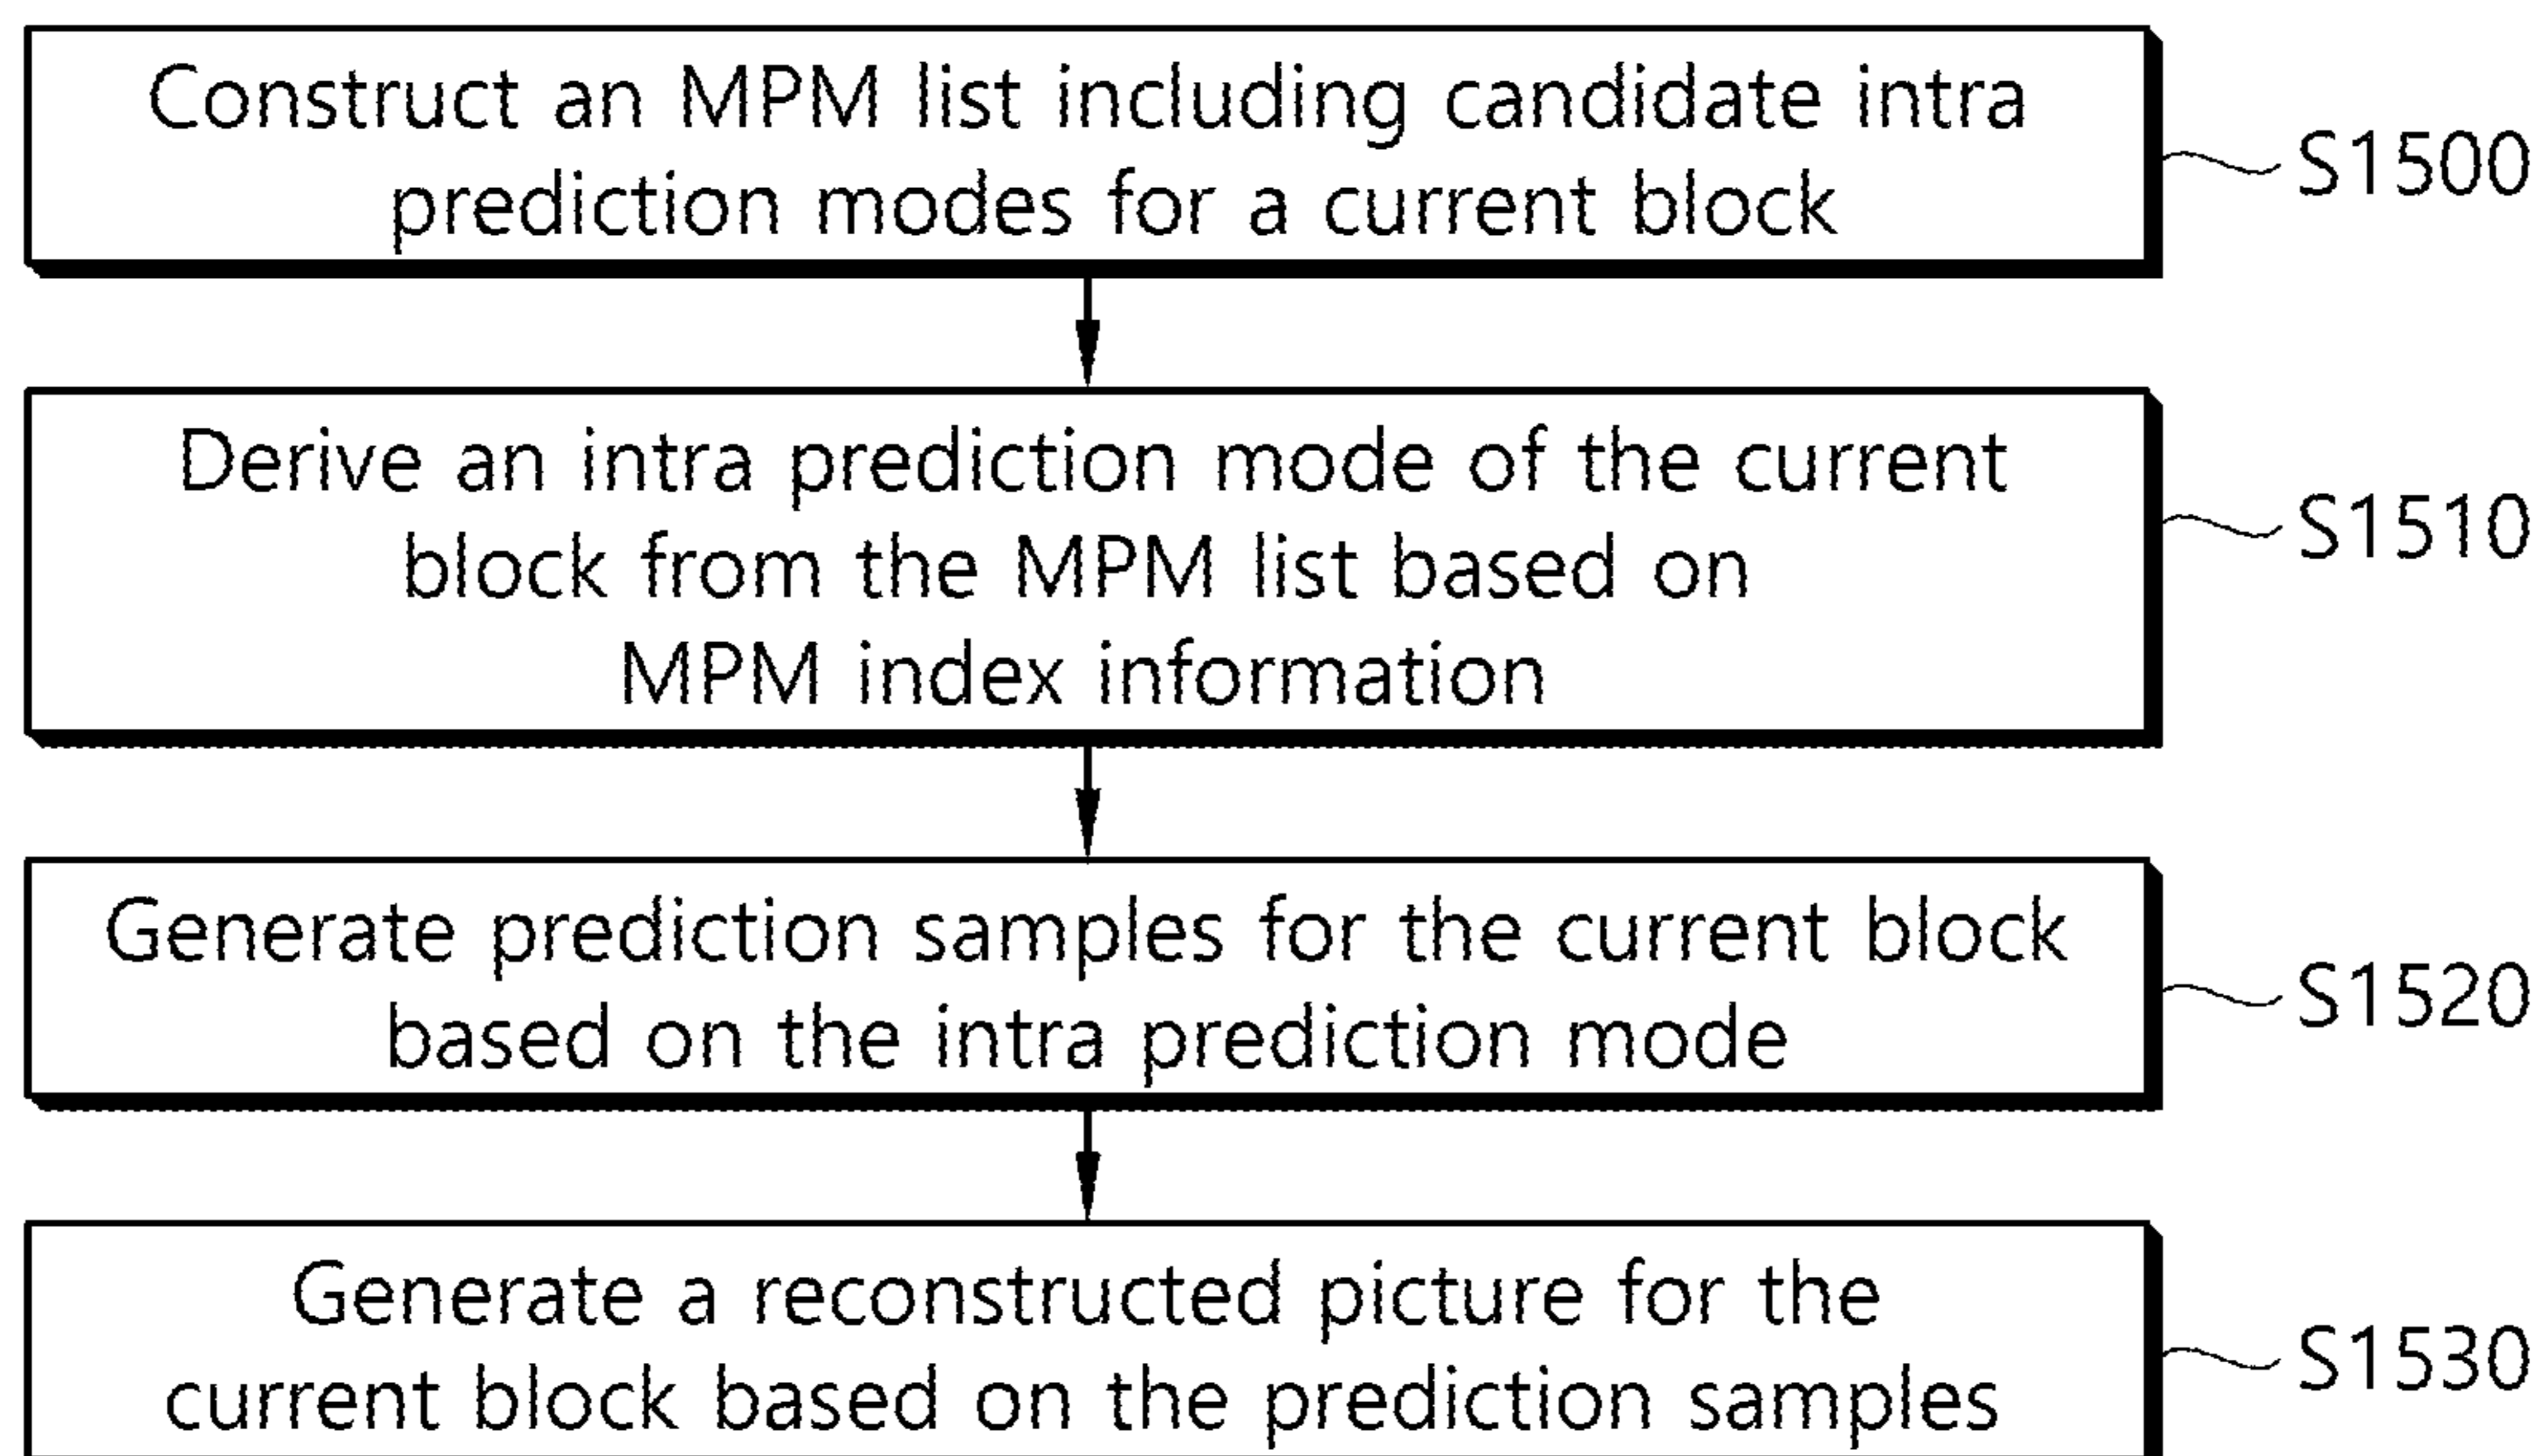 Construct an MPM list including candidate intra
prediction modes for a current block
S1500
Derive an intra prediction mode of the current
block from the MPM list based on
MPM index information
S1510
Generate prediction samples for the current block
based on the intra prediction mode
S1520
Generate a reconstructed picture for the
current block based on the prediction samples
S1530